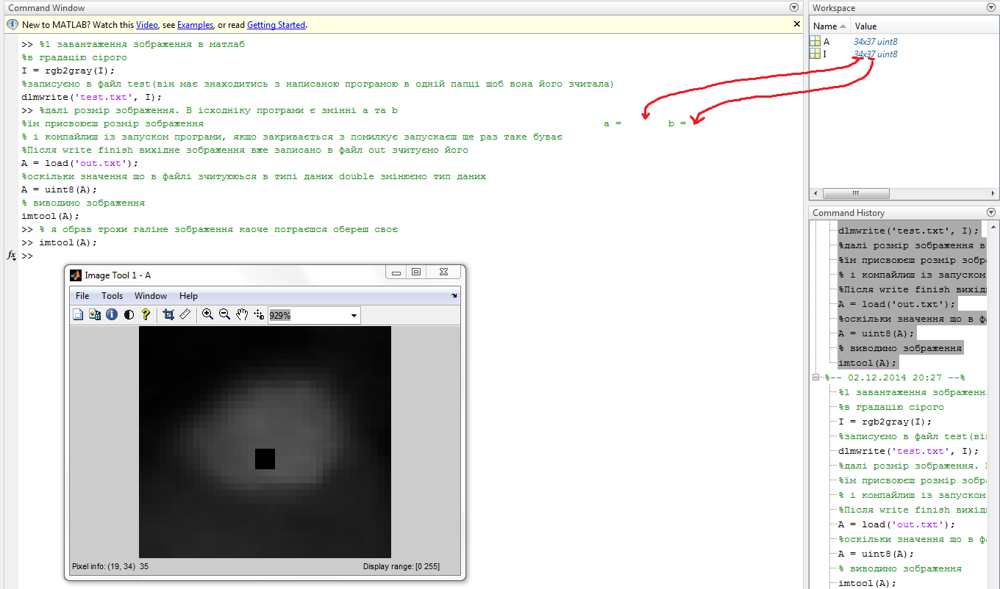 Command Window
New to MATLAB? Watch this Video, see Examples, or read Getting Started.
>> %1 завантаження зображення в матлаб
%в градацію сірого
I = rgb2gray(I);
%записуємо в файл test(він має знаходитись з написаною програмою в одній папці щоб вона його зчитала)
dlmwrite('test.txt', I);
>> %далі розмір зображення. В ісходніку програми є змінні a та b
%їм присвоюєш розмір зображення a = b =
% і компайлиш із запуском програми, якщо закривається з помилкує запускаєш ще раз таке буває
%Після write finish вихідне зображення вже записано в файл out зчитуємо його
A = load('out.txt');
%оскільки значення що в файлі зчитуюься в типі даних double змінюємо тип даних
A = uint8(A);
% виводимо зображення
imtool(A);
>> % я обрав трохи галіме зображення каоче пограєшся обереш своє
>> imtool(A);
fx >>
Image Tool 1 - A
File Tools Window Help
929%
Pixel info: (19, 34) 35
Display range: [0 255]
Workspace
Name Value
A 34x37 uint8
I 34x37 uint8
Command History
dlmwrite('test.txt', I);
%далі розмір зображення в
%їм присвоюєш розмір зобра
% і компайлиш із запуском
%Після write finish вихідн
A = load('out.txt');
%оскільки значення що в фа
A = uint8(A);
% виводимо зображення
imtool(A);
%-- 02.12.2014 20:27 --%
%1 завантаження зображенн
%в градацію сірого
I = rgb2gray(I);
%записуємо в файл test(він
dlmwrite('test.txt', I);
%далі розмір зображення.
%їм присвоюєш розмір зобра
% і компайлиш із запуском
%Після write finish вихідн
A = load('out.txt');
%оскільки значення що в фа
A = uint8(A);
% виводимо зображення
imtool(A);